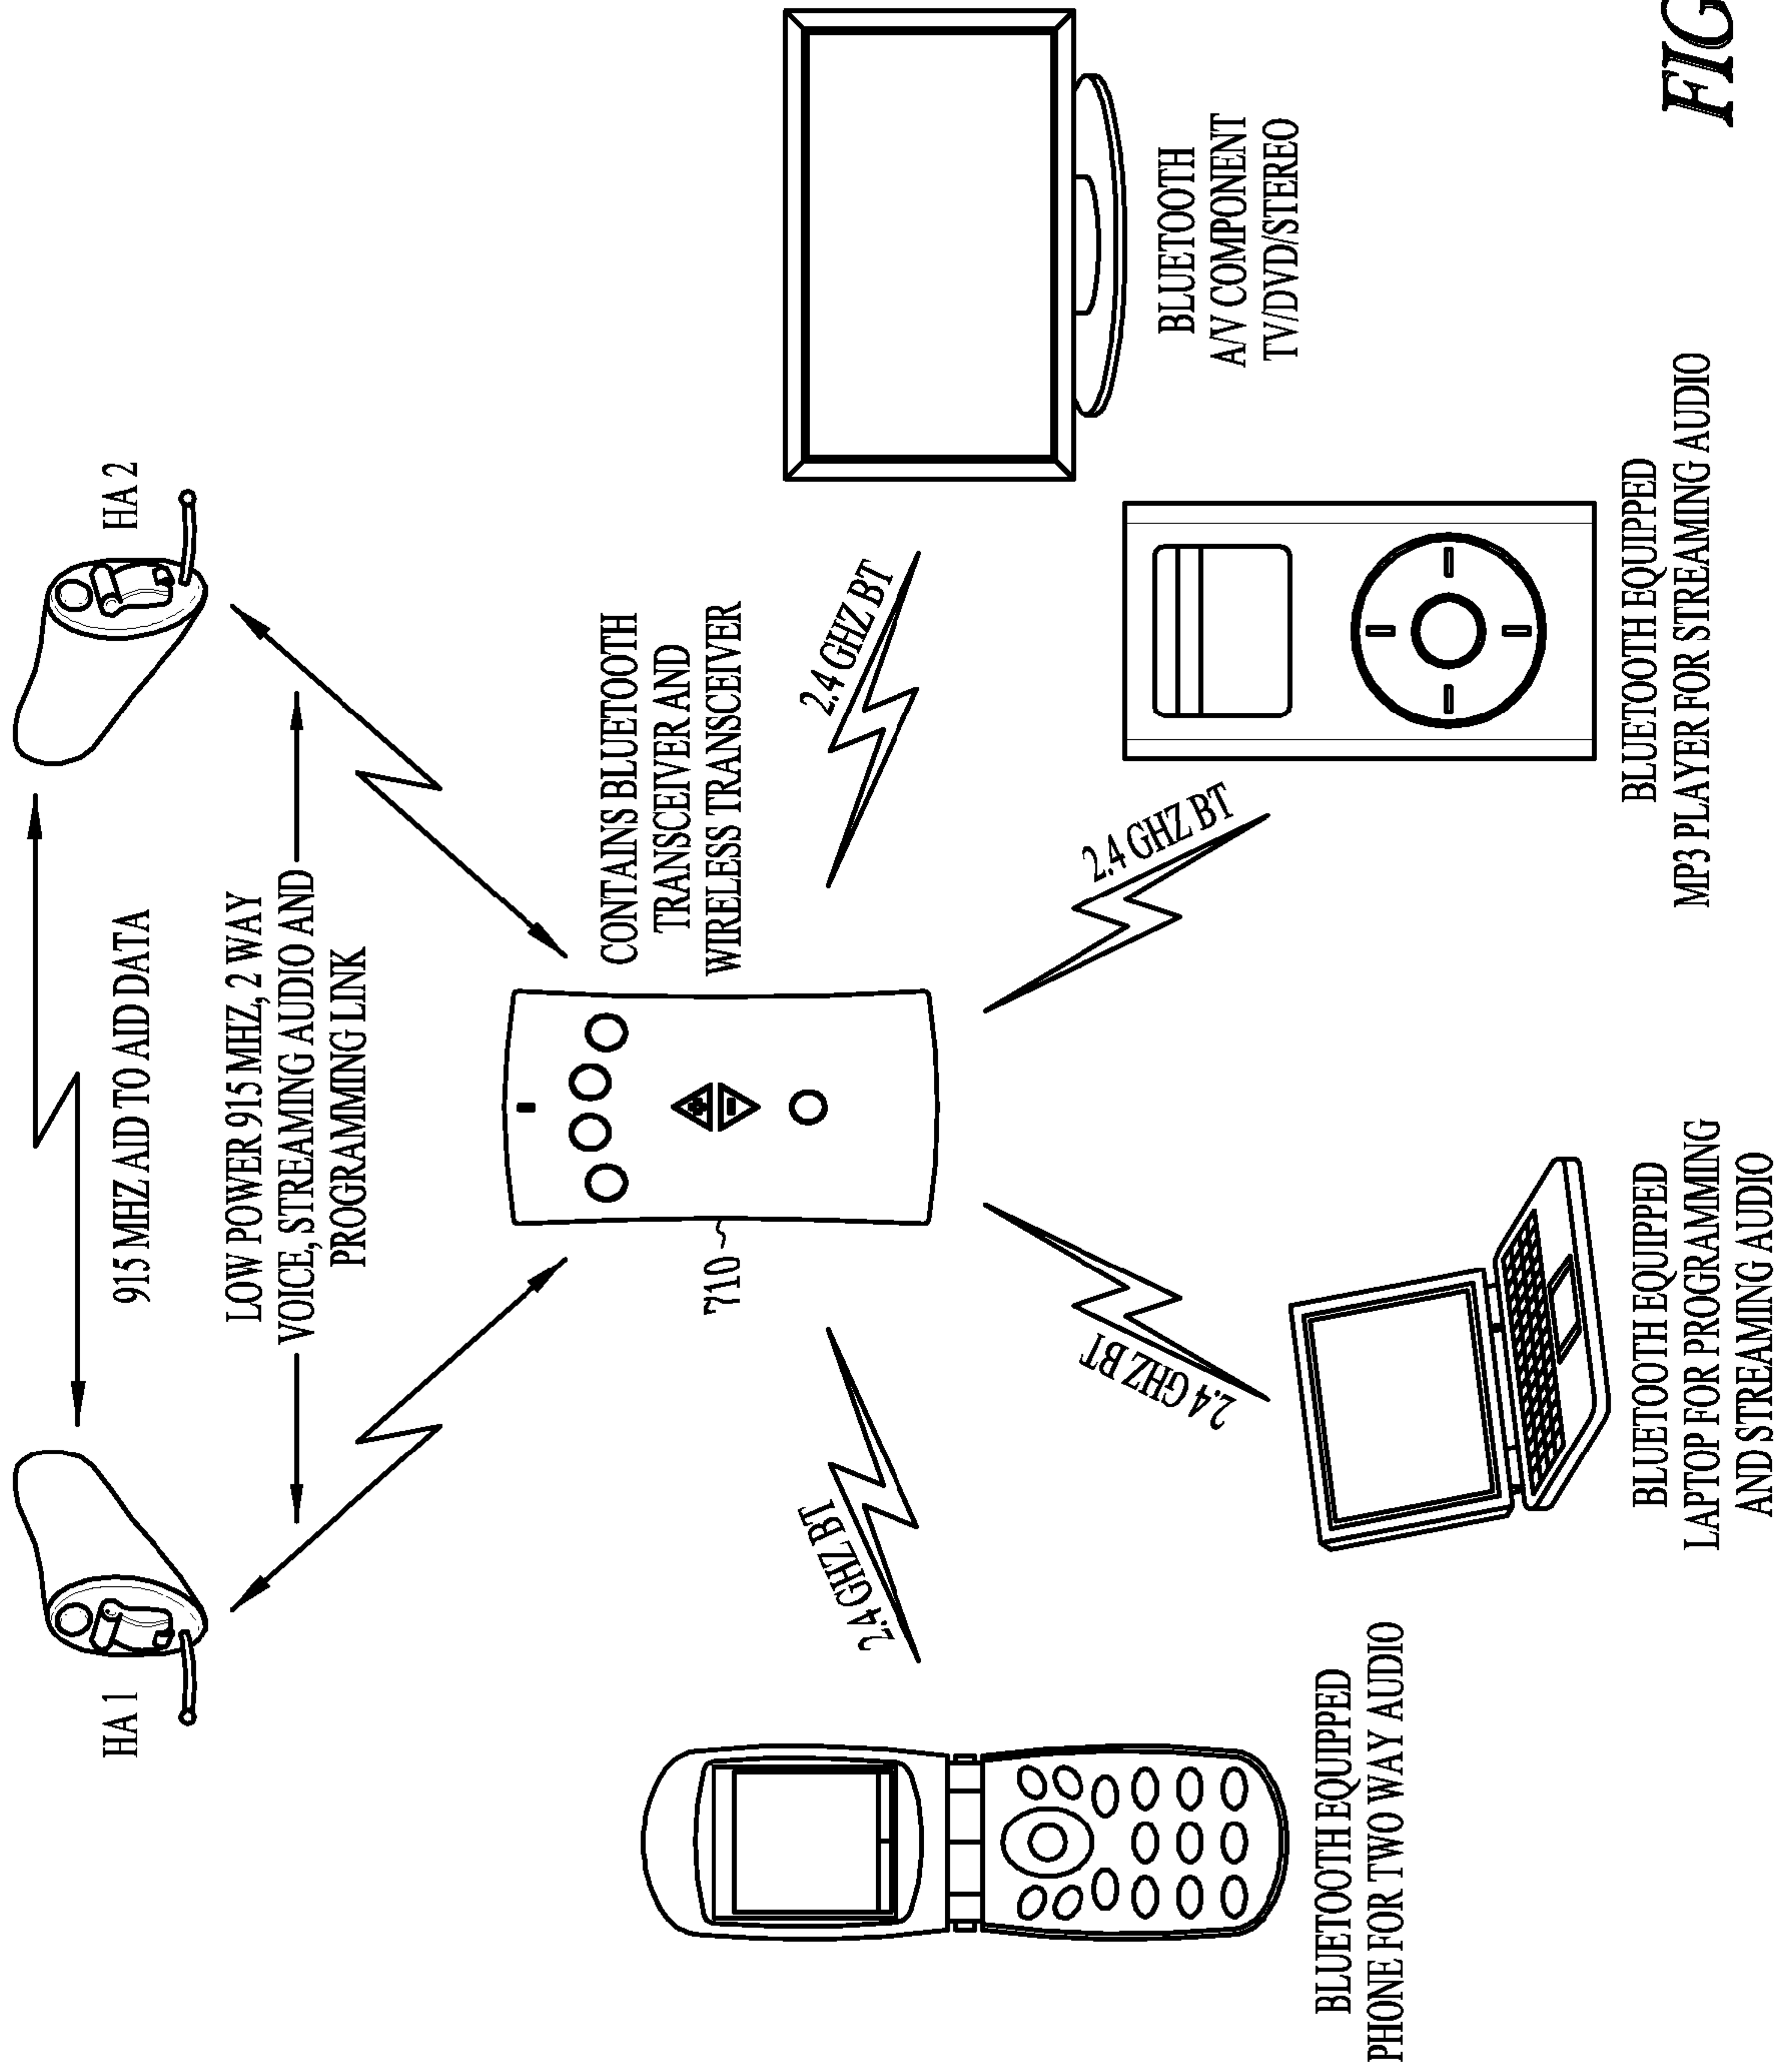 HA 1
HA 2
915 MHZ AID TO AID DATA
LOW POWER 915 MHZ, 2 WAY
VOICE, STREAMING AUDIO AND
PROGRAMMING LINK
CONTAINS BLUETOOTH
TRANSCEIVER AND
WIRELESS TRANSCEIVER
710
2.4 GHZ BT
2.4 GHZ BT
2.4 GHZ BT
2.4 GHZ BT
BLUETOOTH EQUIPPED
PHONE FOR TWO WAY AUDIO
BLUETOOTH EQUIPPED
LAPTOP FOR PROGRAMMING
AND STREAMING AUDIO
BLUETOOTH EQUIPPED
MP3 PLAYER FOR STREAMING AUDIO
BLUETOOTH
A/V COMPONENT
TV/DVD/STEREO
FIG